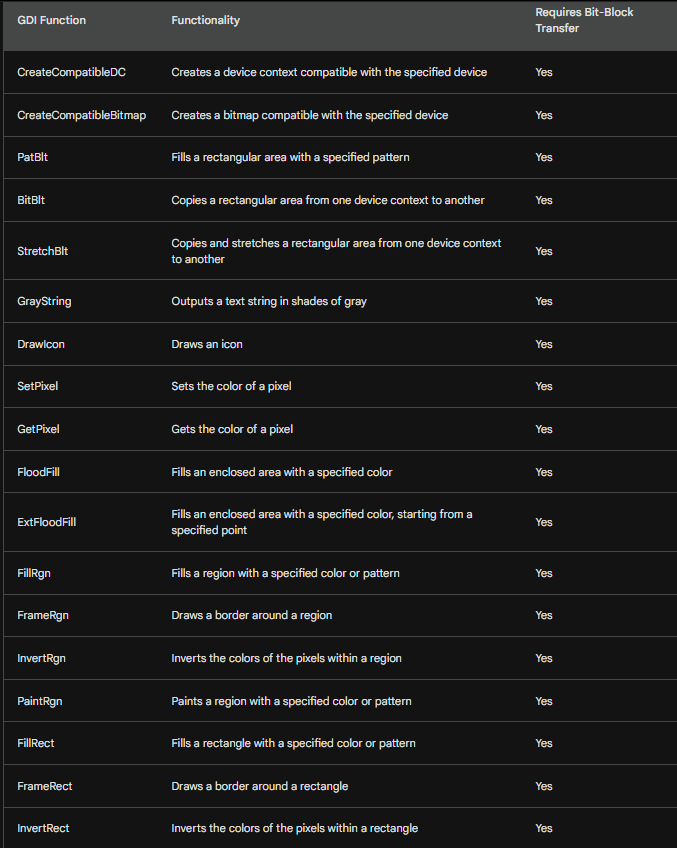 GDI Function Functionality Requires Bit-Block
Transfer
CreateCompatibleDC Creates a device context compatible with the specified device Yes
CreateCompatibleBitmap Creates a bitmap compatible with the specified device Yes
PatBlt Fills a rectangular area with a specified pattern Yes
BitBlt Copies a rectangular area from one device context to another Yes
StretchBlt Copies and stretches a rectangular area from one device context
to another Yes
GrayString Outputs a text string in shades of gray Yes
DrawIcon Draws an icon Yes
SetPixel Sets the color of a pixel Yes
GetPixel Gets the color of a pixel Yes
FloodFill Fills an enclosed area with a specified color Yes
ExtFloodFill Fills an enclosed area with a specified color, starting from a
specified point Yes
FillRgn Fills a region with a specified color or pattern Yes
FrameRgn Draws a border around a region Yes
InvertRgn Inverts the colors of the pixels within a region Yes
PaintRgn Paints a region with a specified color or pattern Yes
FillRect Fills a rectangle with a specified color or pattern Yes
FrameRect Draws a border around a rectangle Yes
InvertRect Inverts the colors of the pixels within a rectangle Yes